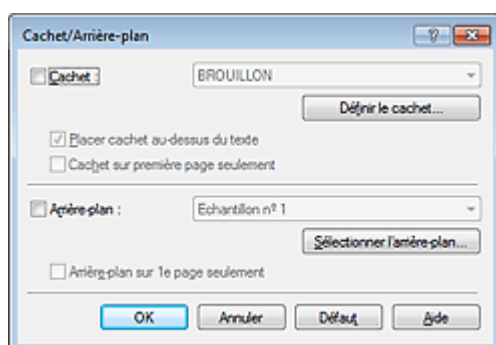 Cachet/Arrière-plan
Cachet : BROUILLON
Définir le cachet...
Placer cachet au-dessus du texte
Cachet sur première page seulement
Arrière-plan : Echantillon nº 1
Sélectionner l'arrière-plan...
Arrière-plan sur 1e page seulement
OK Annuler Défaut Aide